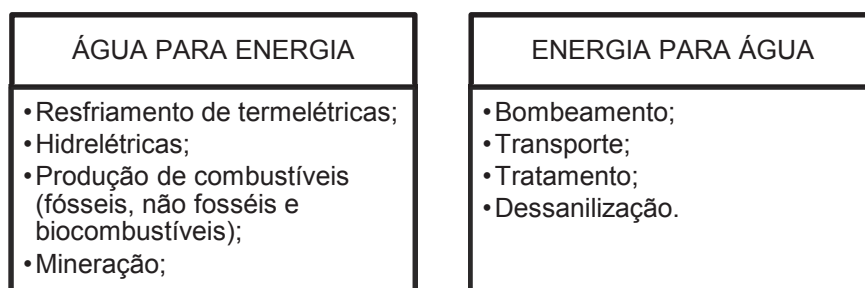 ÁGUA PARA ENERGIA
•Resfriamento de termelétricas;
•Hidrelétricas;
•Produção de combustíveis
(fósseis, não fosséis e
biocombustíveis);
•Mineração;
ENERGIA PARA ÁGUA
•Bombeamento;
•Transporte;
•Tratamento;
•Dessanilização.